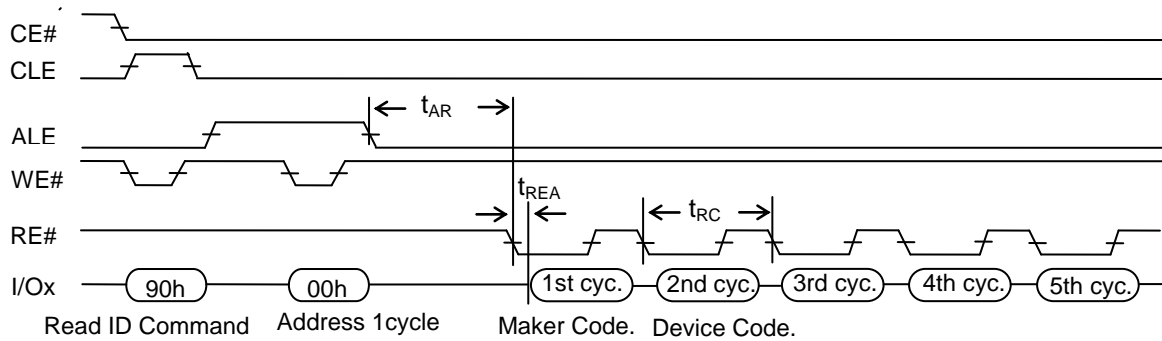 CE#
CLE
tAR
ALE
WE#
tREA
tRC
RE#
I/Ox 90h 00h 1st cyc. 2nd cyc. 3rd cyc. 4th cyc. 5th cyc.
Read ID Command Address 1cycle Maker Code. Device Code.